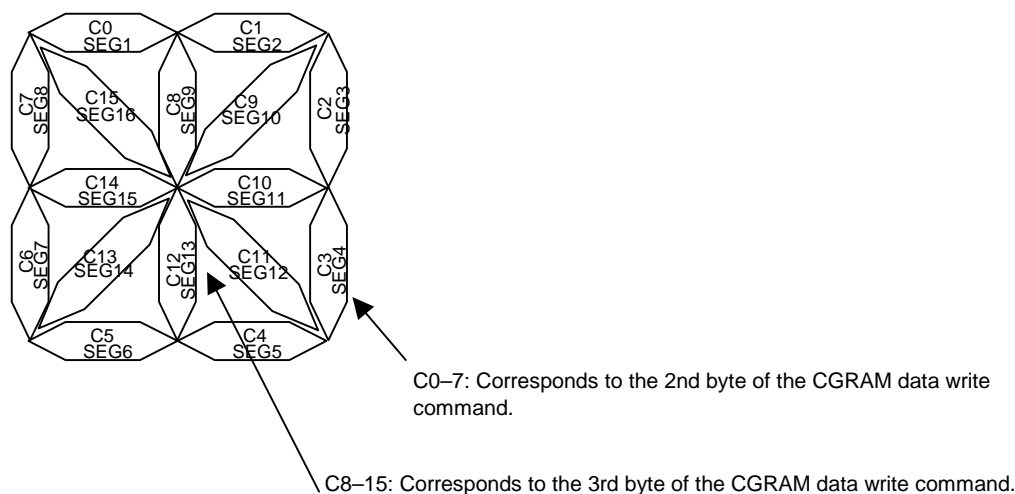 C0
SEG1
C1
SEG2
C7
SEG8
C15
SEG16
C8
SEG9
C9
SEG10
C2
SEG3
C14
SEG15
C10
SEG11
C6
SEG7
C13
SEG14
C12
SEG13
C11
SEG12
C3
SEG4
C5
SEG6
C4
SEG5
C0–7: Corresponds to the 2nd byte of the CGRAM data write
command.
C8–15: Corresponds to the 3rd byte of the CGRAM data write command.